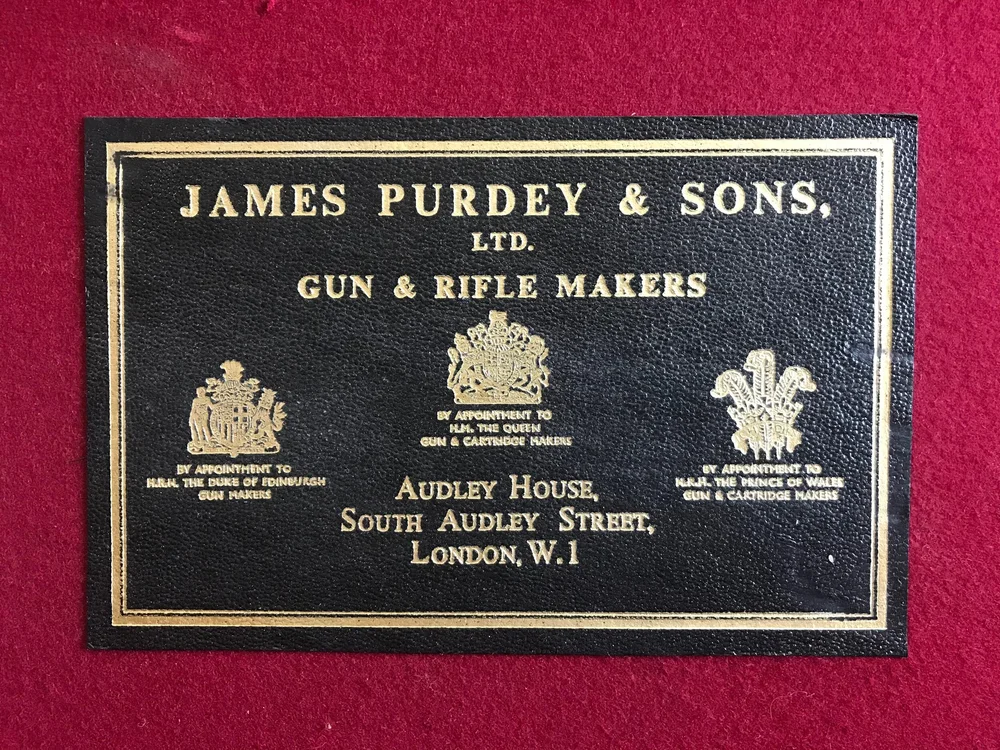 JAMES PURDEY & SONS,
LTD.
GUN & RIFLE MAKERS
BY APPOINTMENT TO
H.M. THE QUEEN
GUN & CARTRIDGE MAKERS
BY APPOINTMENT TO
H.R.H. THE DUKE OF EDINBURGH
GUN MAKERS
BY APPOINTMENT TO
H.R.H. THE PRINCE OF WALES
GUN & CARTRIDGE MAKERS
AUDLEY HOUSE,
SOUTH AUDLEY STREET,
LONDON, W.1